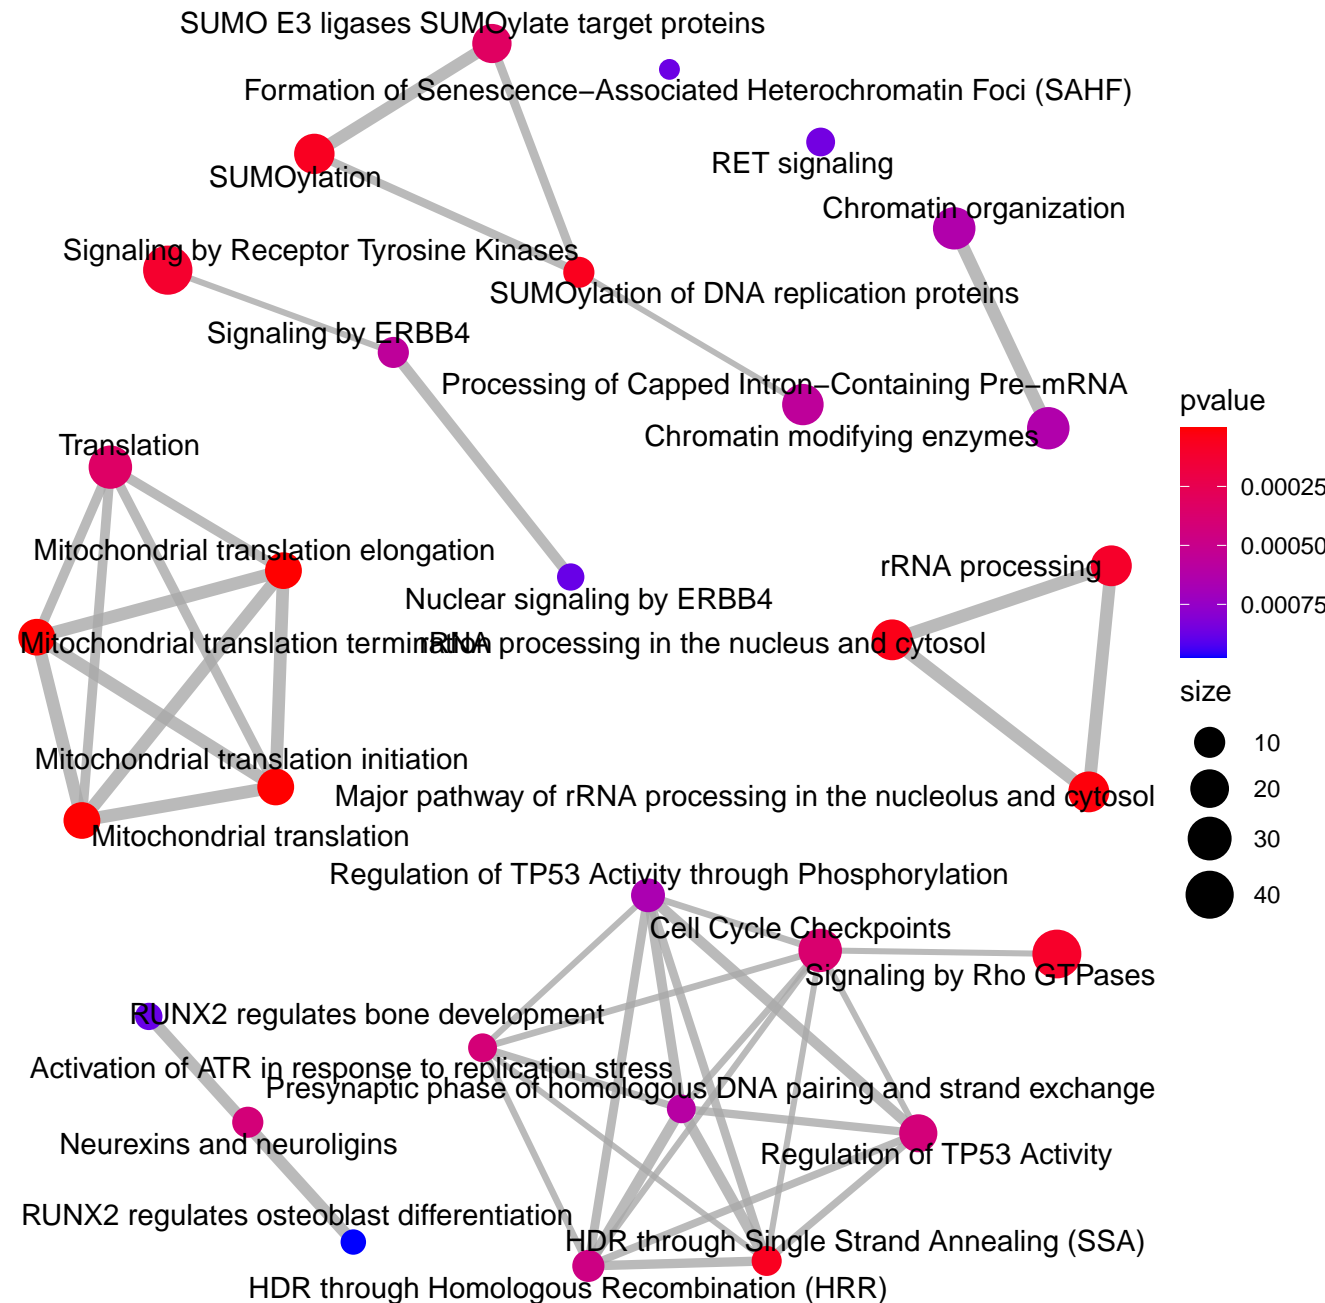 SUMO E3 ligases SUMOylate target proteins
Formation of Senescence−Associated Heterochromatin Foci (SAHF)
RET signaling
SUMOylation
Chromatin organization
Signaling by Receptor Tyrosine Kinases
SUMOylation of DNA replication proteins
Signaling by ERBB4
Processing of Capped Intron−Containing Pre−mRNA
Chromatin modifying enzymes
Translation
Mitochondrial translation elongation
rRNA processing
Nuclear signaling by ERBB4
Mitochondrial translation termination
rRNA processing in the nucleus and cytosol
Mitochondrial translation initiation
Major pathway of rRNA processing in the nucleolus and cytosol
Mitochondrial translation
Regulation of TP53 Activity through Phosphorylation
Cell Cycle Checkpoints
Signaling by Rho GTPases
RUNX2 regulates bone development
Activation of ATR in response to replication stress
Presynaptic phase of homologous DNA pairing and strand exchange
Neurexins and neuroligins
Regulation of TP53 Activity
RUNX2 regulates osteoblast differentiation
HDR through Single Strand Annealing (SSA)
HDR through Homologous Recombination (HRR)
pvalue
0.00025
0.00050
0.00075
size
10
20
30
40